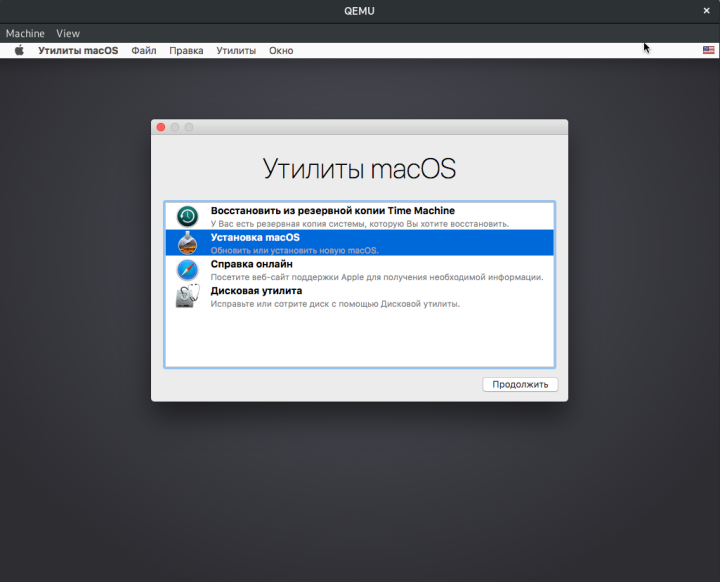 QEMU
Machine View
Утилиты macOS Файл Правка Утилиты Окно
Утилиты macOS
Восстановить из резервной копии Time Machine
У Вас есть резервная копия системы, которую Вы хотите восстановить.
Установка macOS
Обновить или установить новую macOS.
Справка онлайн
Посетите веб-сайт поддержки Apple для получения необходимой информации.
Дисковая утилита
Исправьте или сотрите диск с помощью Дисковой утилиты.
Продолжить